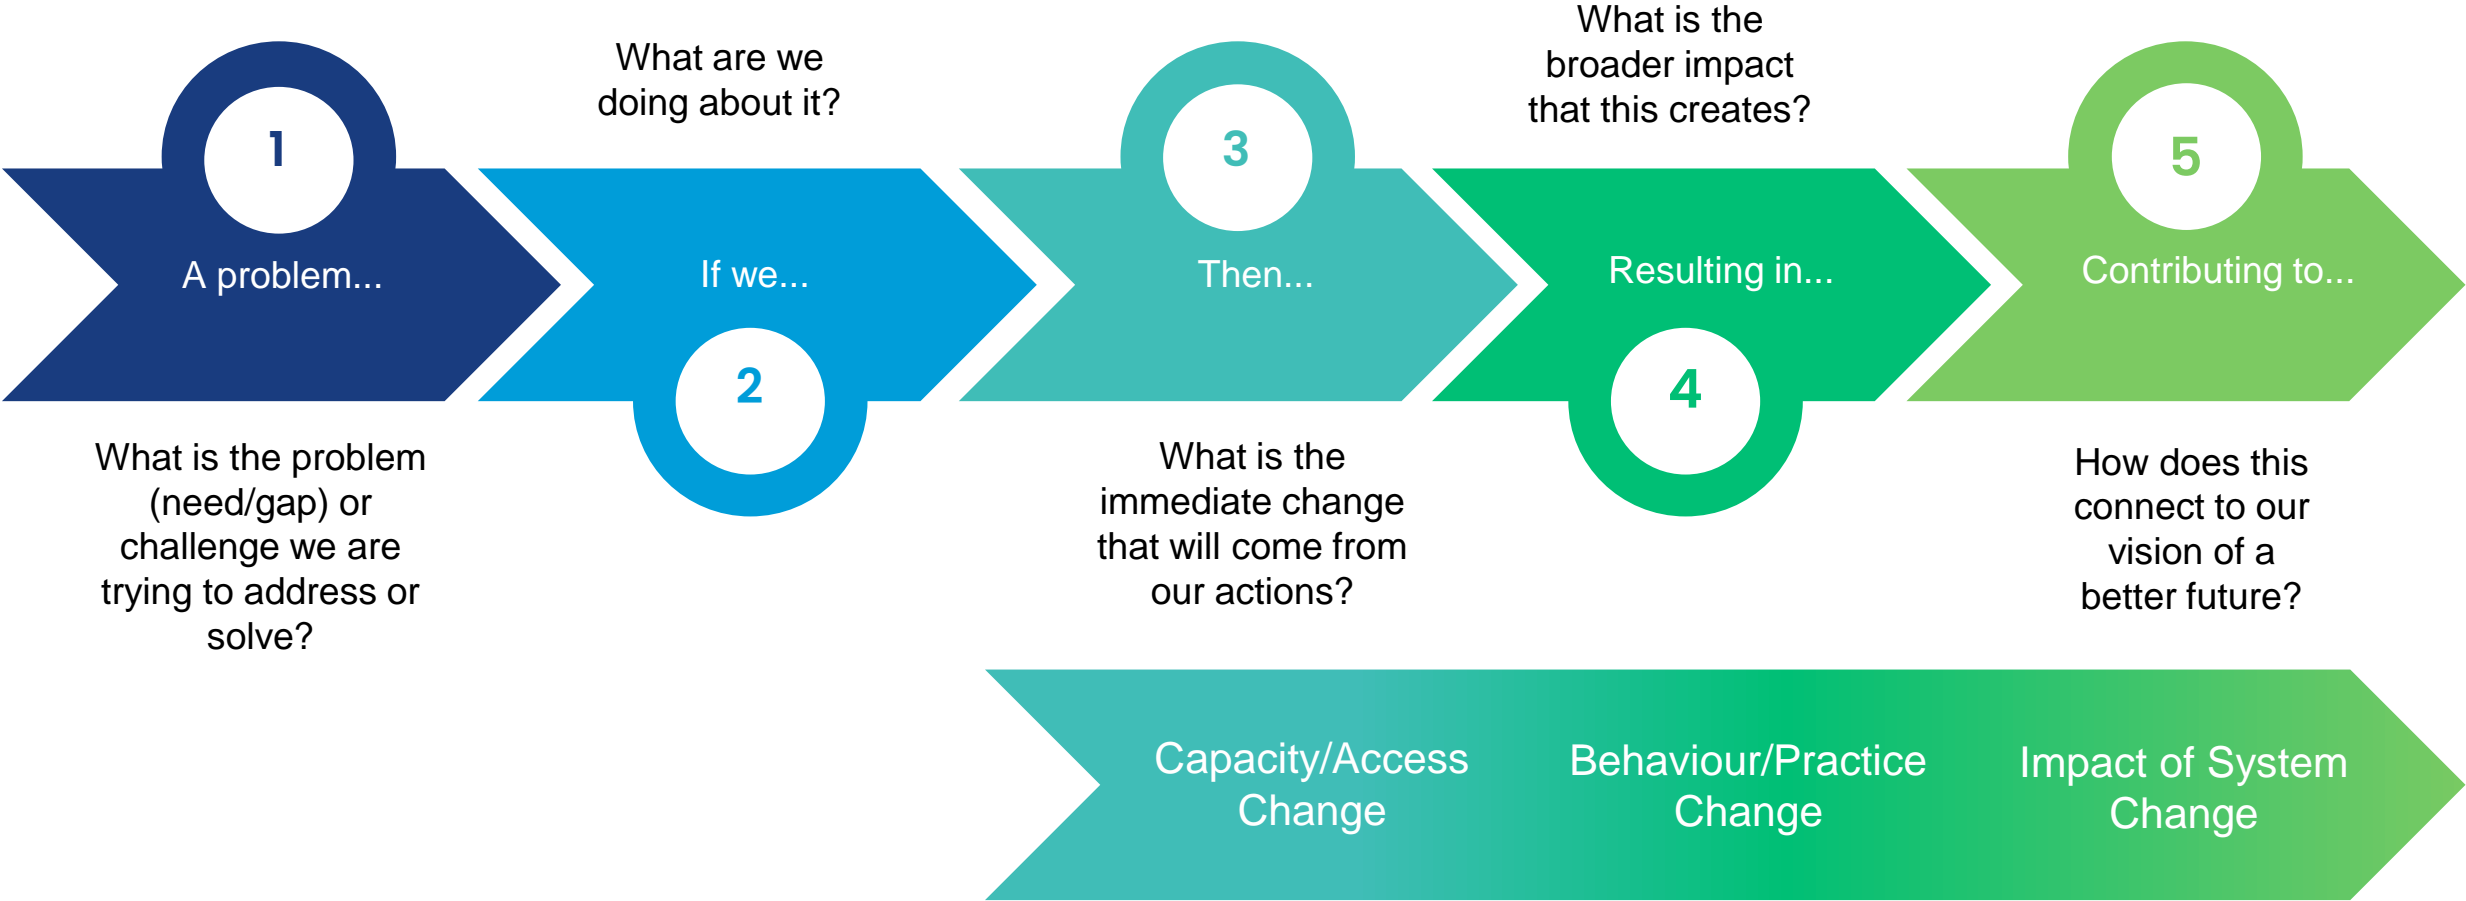 1
A problem...
What is the problem
(need/gap) or
challenge we are
trying to address or
solve?
What are we
doing about it?
If we...
2
3
Then...
What is the
immediate change
that will come from
our actions?
What is the
broader impact
that this creates?
Resulting in...
4
5
Contributing to...
How does this
connect to our
vision of a
better future?
Capacity/Access
Change
Behaviour/Practice
Change
Impact of System
Change